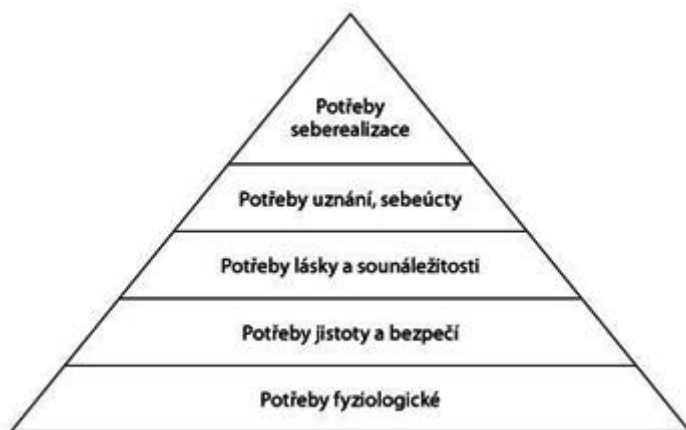 Potřeby
seberealizace
Potřeby uznání, sebeúcty
Potřeby lásky a sounáležitosti
Potřeby jistoty a bezpečí
Potřeby fyziologické